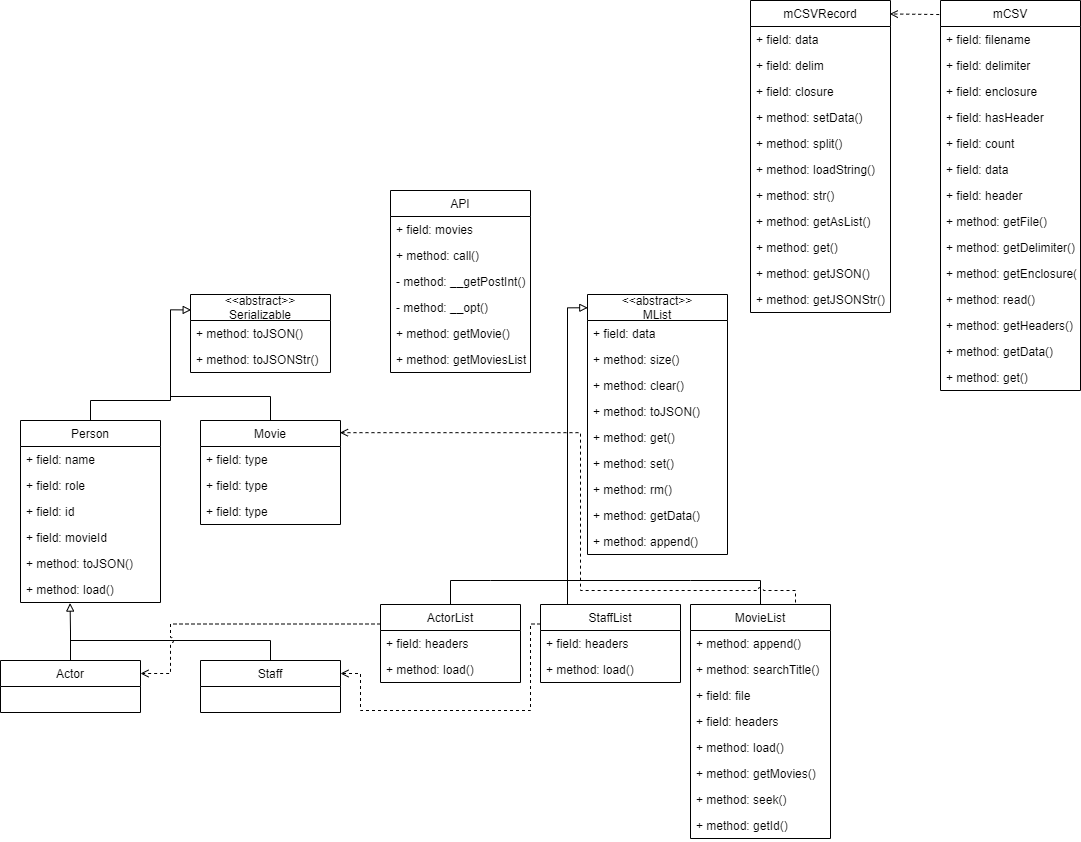 mCSVRecord
+ field: data
+ field: delim
+ field: closure
+ method: setData()
+ method: split()
+ method: loadString()
+ method: str()
+ method: getAsList()
+ method: get()
+ method: getJSON()
+ method: getJSONStr()
mCSV
+ field: filename
+ field: delimiter
+ field: enclosure
+ field: hasHeader
+ field: count
+ field: data
+ field: header
+ method: getFile()
+ method: getDelimiter()
+ method: getEnclosure(
+ method: read()
+ method: getHeaders()
+ method: getData()
+ method: get()
API
+ field: movies
+ method: call()
- method: __getPostInt()
- method: __opt()
+ method: getMovie()
+ method: getMoviesList
<<abstract>>
Serializable
+ method: toJSON()
+ method: toJSONStr()
<<abstract>>
MList
+ field: data
+ method: size()
+ method: clear()
+ method: toJSON()
+ method: get()
+ method: set()
+ method: rm()
+ method: getData()
+ method: append()
Person
+ field: name
+ field: role
+ field: id
+ field: movieId
+ method: toJSON()
+ method: load()
Movie
+ field: type
+ field: type
+ field: type
ActorList
+ field: headers
+ method: load()
StaffList
+ field: headers
+ method: load()
MovieList
+ method: append()
+ method: searchTitle()
+ field: file
+ field: headers
+ method: load()
+ method: getMovies()
+ method: seek()
+ method: getId()
Actor
Staff